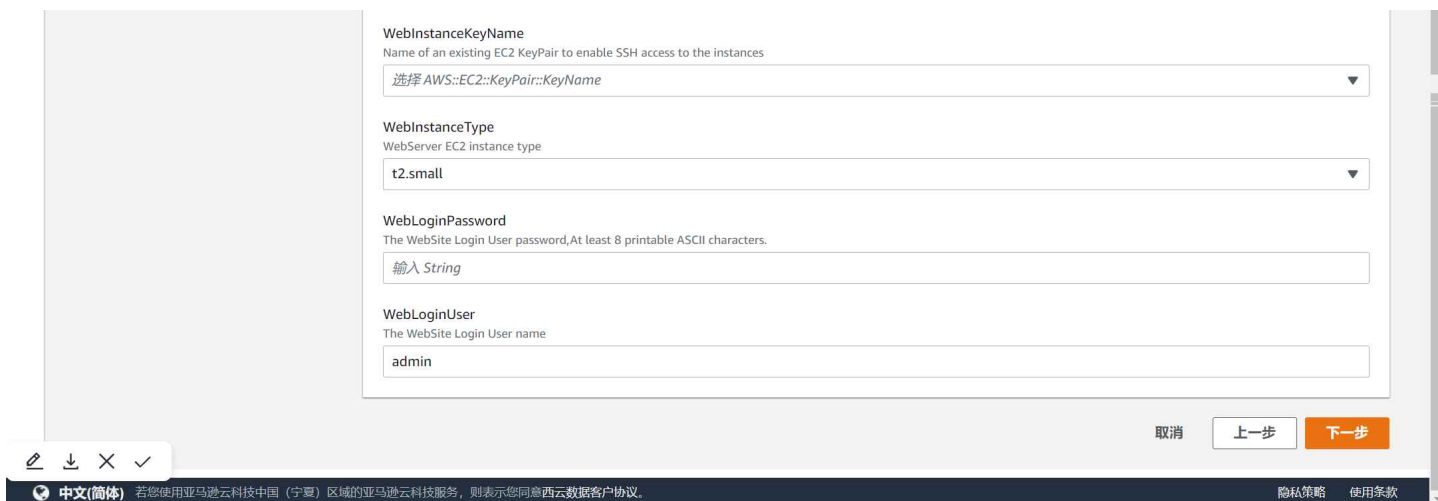 WebInstanceKeyName
Name of an existing EC2 KeyPair to enable SSH access to the instances
选择 AWS::EC2::KeyPair::KeyName
WebInstanceType
WebServer EC2 instance type
t2.small
WebLoginPassword
The WebSite Login User password,At least 8 printable ASCII characters.
输入 String
WebLoginUser
The WebSite Login User name
admin
取消 上一步 下一步
中文(简体) 若您使用亚马逊云科技中国（宁夏）区域的亚马逊云科技服务，则表示您同意西云数据客户协议。 隐私策略 使用条款